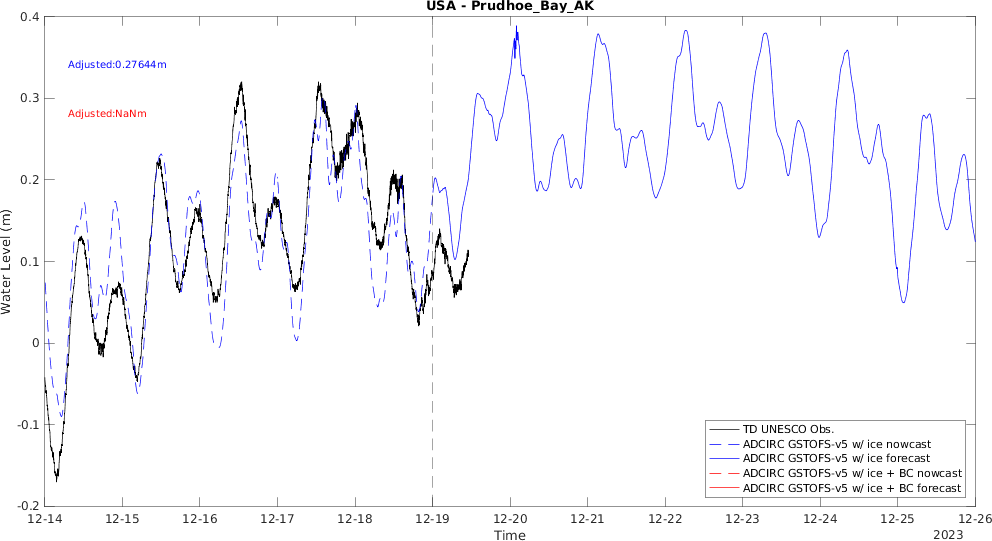 USA - Prudhoe_Bay_AK
0.4
0.3
0.2
0.1
0
-0.1
-0.2
Water Level (m)
Adjusted:0.27644m
Adjusted:NaNm
TD UNESCO Obs.
ADCIRC GSTOFS-v5 w/ ice nowcast
ADCIRC GSTOFS-v5 w/ ice forecast
ADCIRC GSTOFS-v5 w/ ice + BC nowcast
ADCIRC GSTOFS-v5 w/ ice + BC forecast
12-14 12-15 12-16 12-17 12-18 12-19 12-20 12-21 12-22 12-23 12-24 12-25 12-26
Time
2023